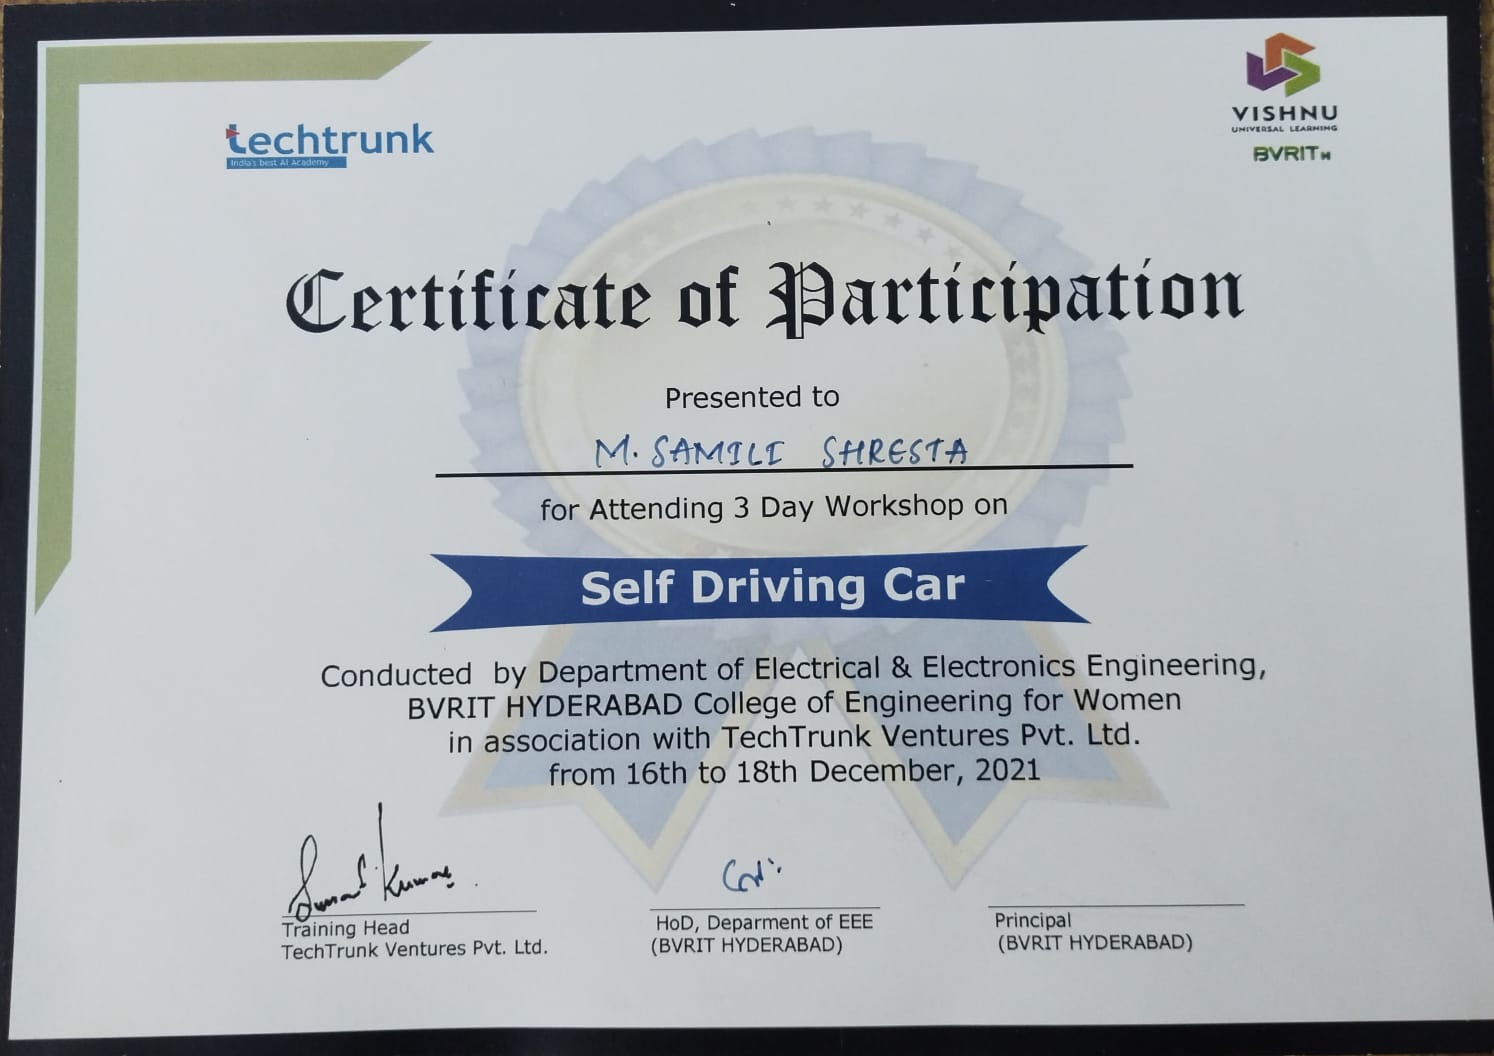 techtrunk
India's best AI Academy
VISHNU
UNIVERSAL LEARNING
BVRITH
Certificate of Participation
Presented to
M. SAMILI SHRESTA
for Attending 3 Day Workshop on
Self Driving Car
Conducted by Department of Electrical & Electronics Engineering,
BVRIT HYDERABAD College of Engineering for Women
in association with TechTrunk Ventures Pvt. Ltd.
from 16th to 18th December, 2021
Training Head
TechTrunk Ventures Pvt. Ltd.
HoD, Deparment of EEE
(BVRIT HYDERABAD)
Principal
(BVRIT HYDERABAD)